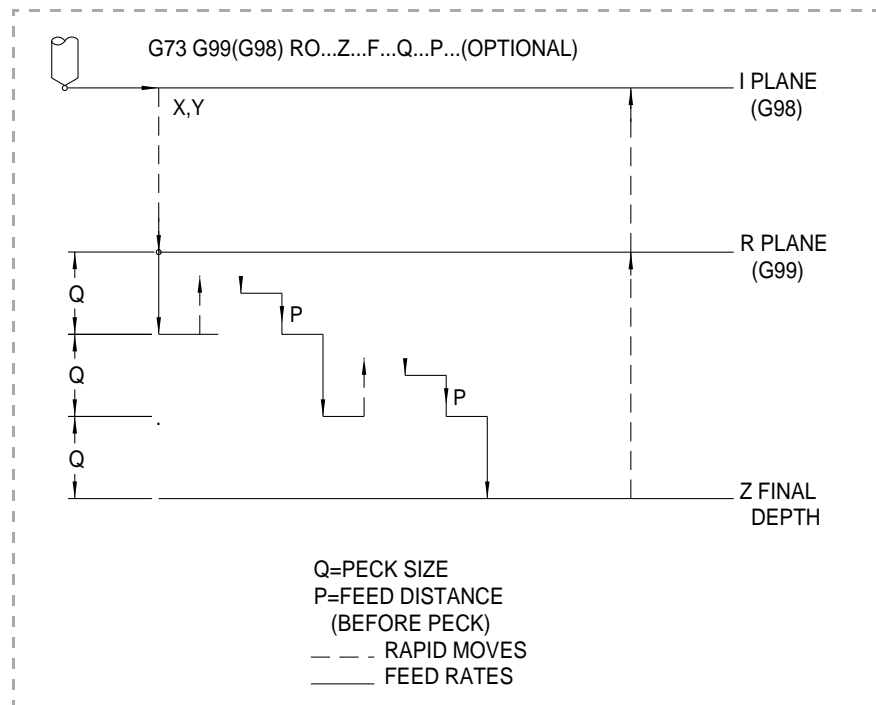 G73 G99(G98) RO...Z...F...Q...P...(OPTIONAL)
I PLANE
(G98)
X,Y
R PLANE
(G99)
Q
P
Q
P
Q
Z FINAL
DEPTH
Q=PECK SIZE
P=FEED DISTANCE
(BEFORE PECK)
RAPID MOVES
FEED RATES